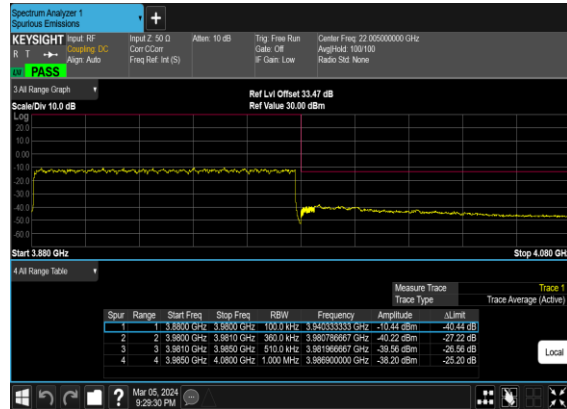 Spectrum Analyzer 1
Spurious Emissions
KEYSIGHT Input: RF Input Z: 50 Ω Atten: 10 dB Trig: Free Run Center Freq: 22.005000000 GHz
R T Coupling: DC Corr CCorr Gate: Off Avg|Hold: 100/100
Align: Auto Freq Ref: Int (S) IF Gain: Low Radio Std: None
LW PASS
3 All Range Graph
Ref Lvl Offset 33.47 dB
Scale/Div 10.0 dB Ref Value 30.00 dBm
Log
20.0
10.0
0.00
-10.0
-20.0
-30.0
-40.0
-50.0
-60.0
Start 3.880 GHz Stop 4.080 GHz
4 All Range Table
Measure Trace Trace 1
Trace Type Trace Average (Active)
Spur Range Start Freq Stop Freq RBW Frequency Amplitude ΔLimit
1 1 3.8800 GHz 3.9800 GHz 100.0 kHz 3.940333333 GHz -10.44 dBm -40.44 dB
2 2 3.9800 GHz 3.9810 GHz 360.0 kHz 3.980786667 GHz -40.22 dBm -27.22 dB
3 3 3.9810 GHz 3.9850 GHz 510.0 kHz 3.981966667 GHz -39.56 dBm -26.56 dB
4 4 3.9850 GHz 4.0800 GHz 1.000 MHz 3.986900000 GHz -38.20 dBm -25.20 dB
Local
Mar 05, 2024
9:29:30 PM